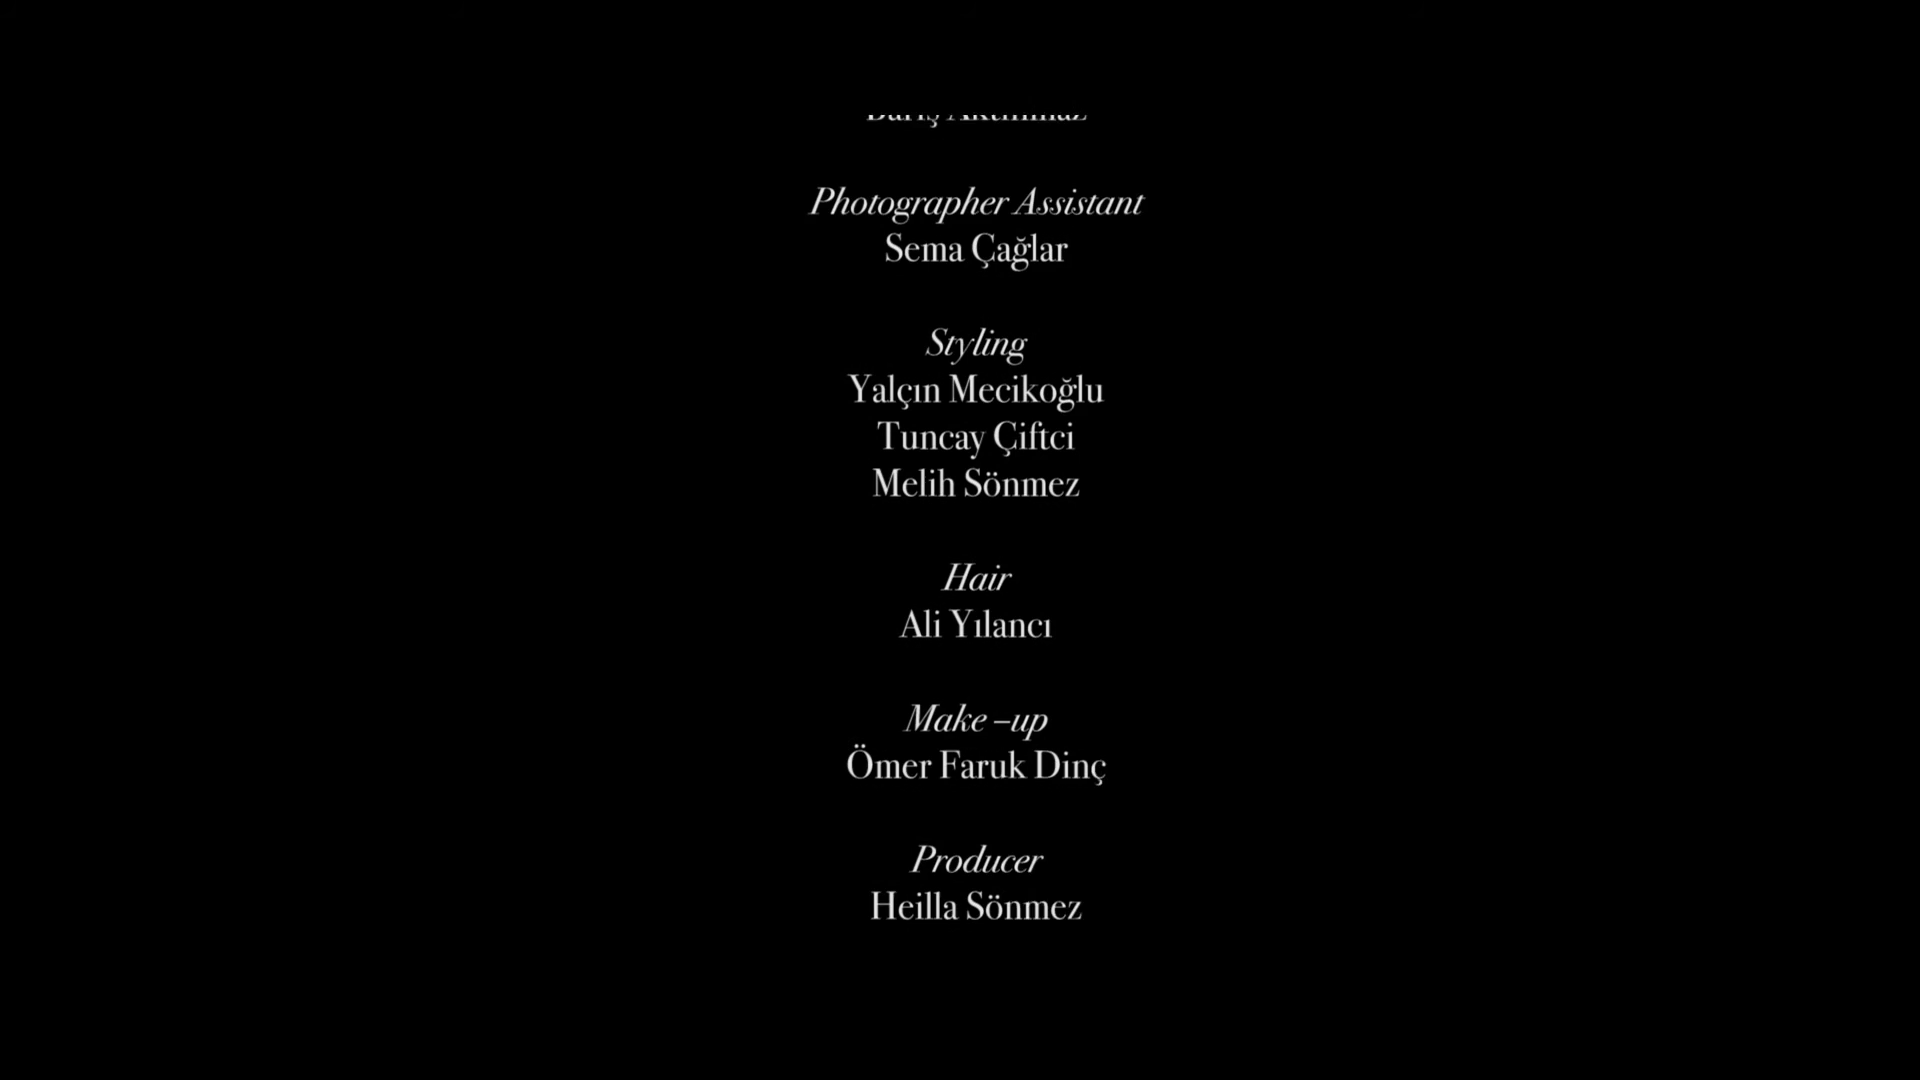 Photographer Assistant
Sema Çağlar
Styling
Yalçın Mecikoğlu
Tuncay Çiftci
Melih Sönmez
Hair
Ali Yılancı
Make –up
Ömer Faruk Dinç
Producer
Heilla Sönmez